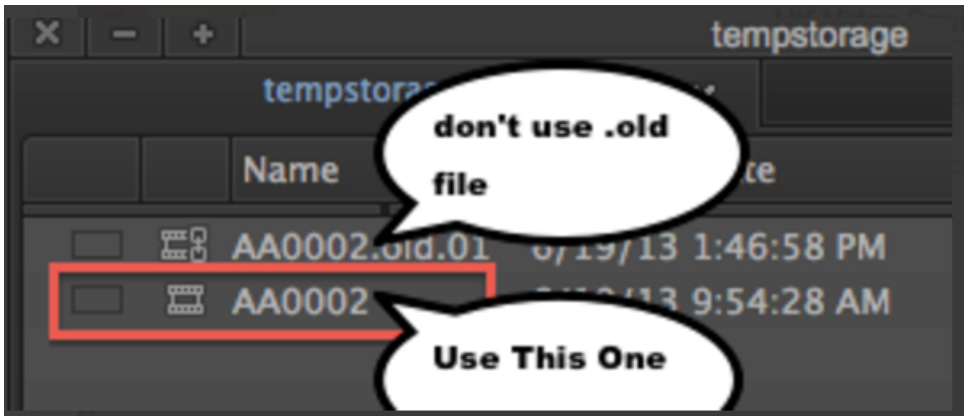 tempstorage
tempstorage
don't use .old
file
Name
AA0002.old.01 6/19/13 1:46:58 PM
AA0002 9:54:28 AM
Use This One